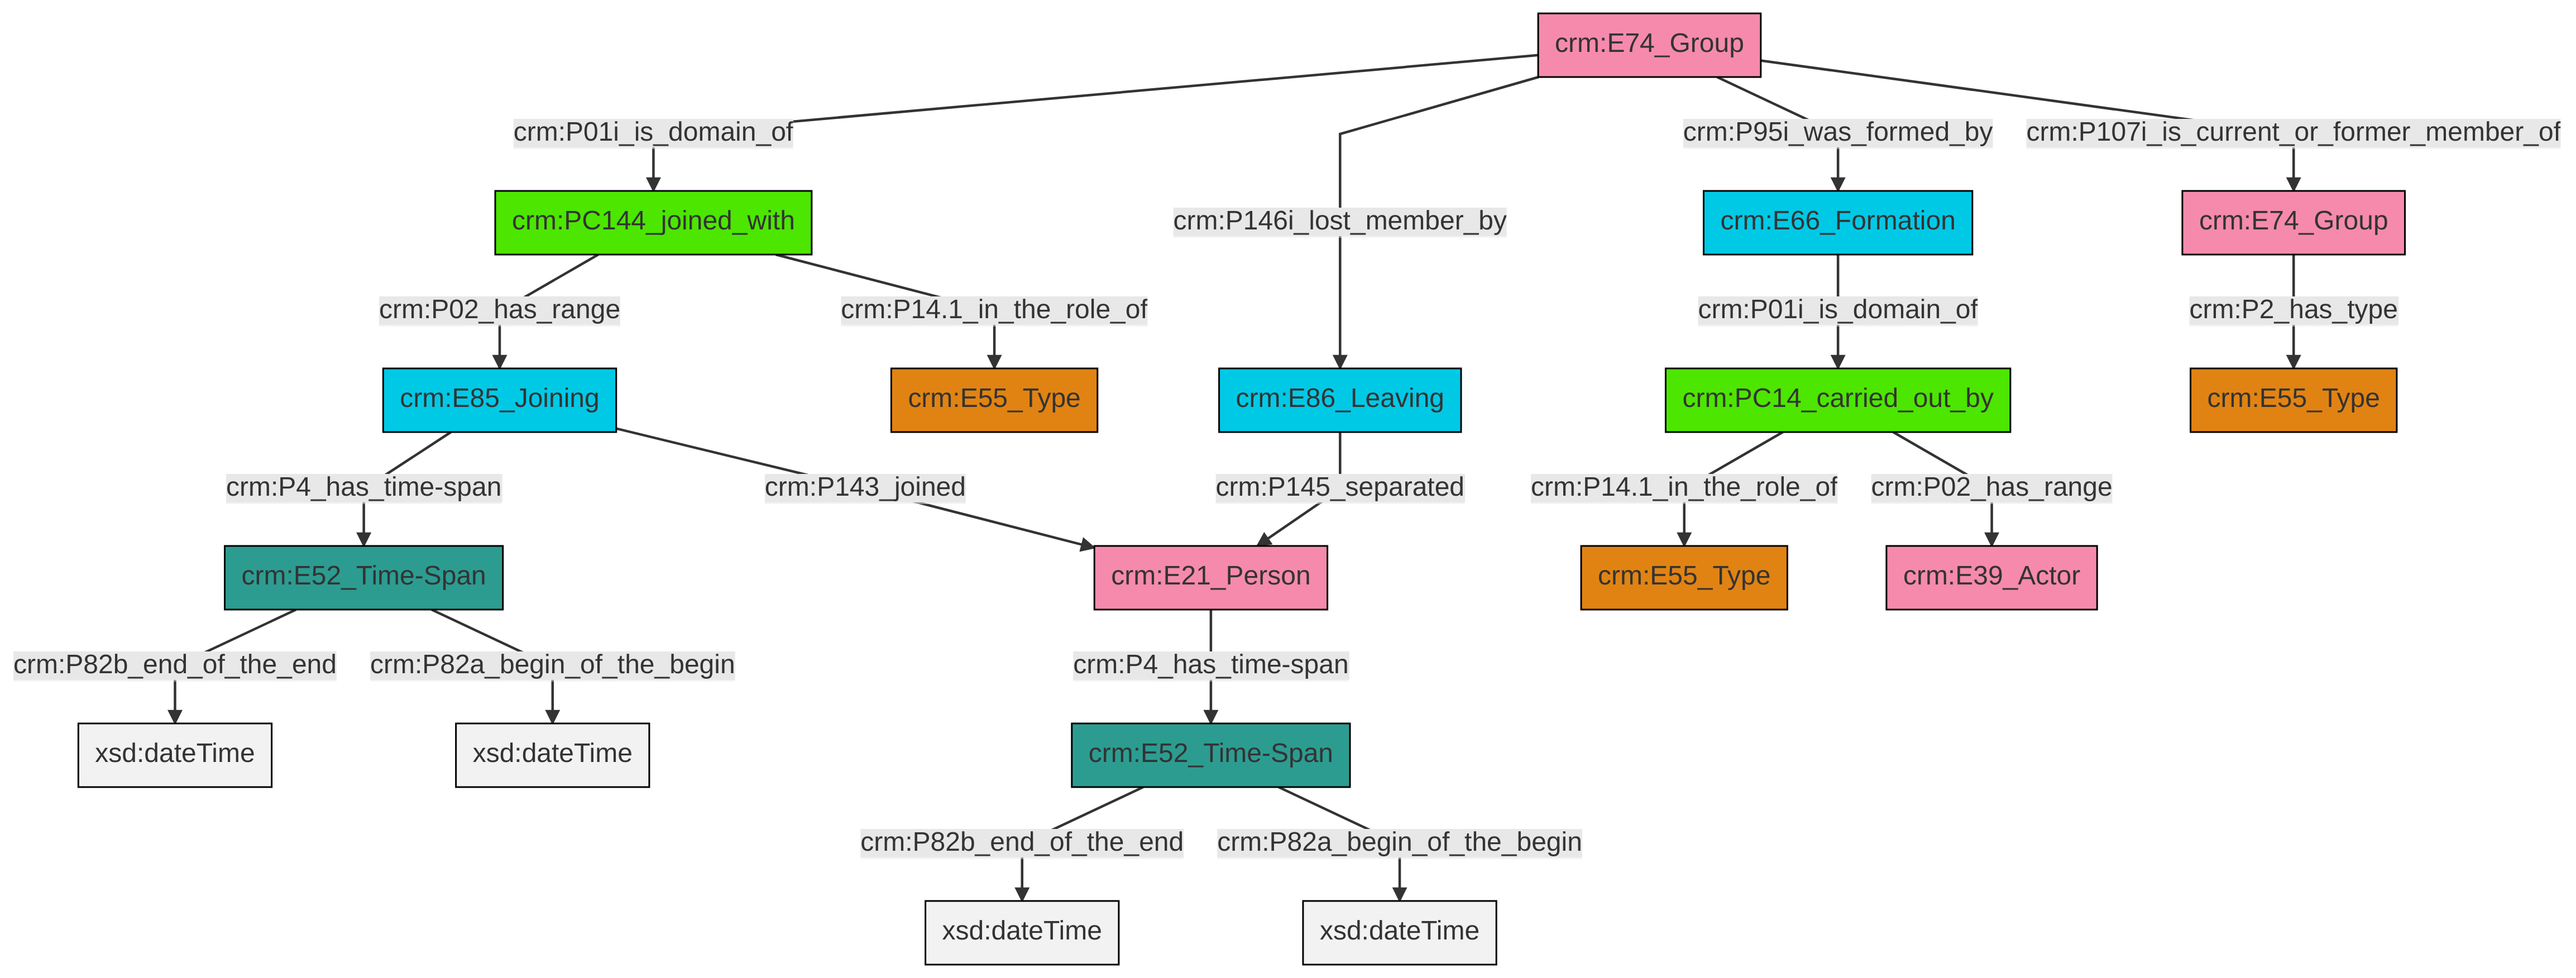 crm:E74_Group
crm:P01i_is_domain_of
crm:P95i_was_formed_by
crm:P107i_is_current_or_former_member_of
crm:PC144_joined_with
crm:P146i_lost_member_by
crm:E66_Formation
crm:E74_Group
crm:P02_has_range
crm:P14.1_in_the_role_of
crm:P01i_is_domain_of
crm:P2_has_type
crm:E85_Joining
crm:E55_Type
crm:E86_Leaving
crm:PC14_carried_out_by
crm:E55_Type
crm:P4_has_time-span
crm:P143_joined
crm:P145_separated
crm:P14.1_in_the_role_of
crm:P02_has_range
crm:E52_Time-Span
crm:E21_Person
crm:E55_Type
crm:E39_Actor
crm:P82b_end_of_the_end
crm:P82a_begin_of_the_begin
crm:P4_has_time-span
xsd:dateTime
xsd:dateTime
crm:E52_Time-Span
crm:P82b_end_of_the_end
crm:P82a_begin_of_the_begin
xsd:dateTime
xsd:dateTime